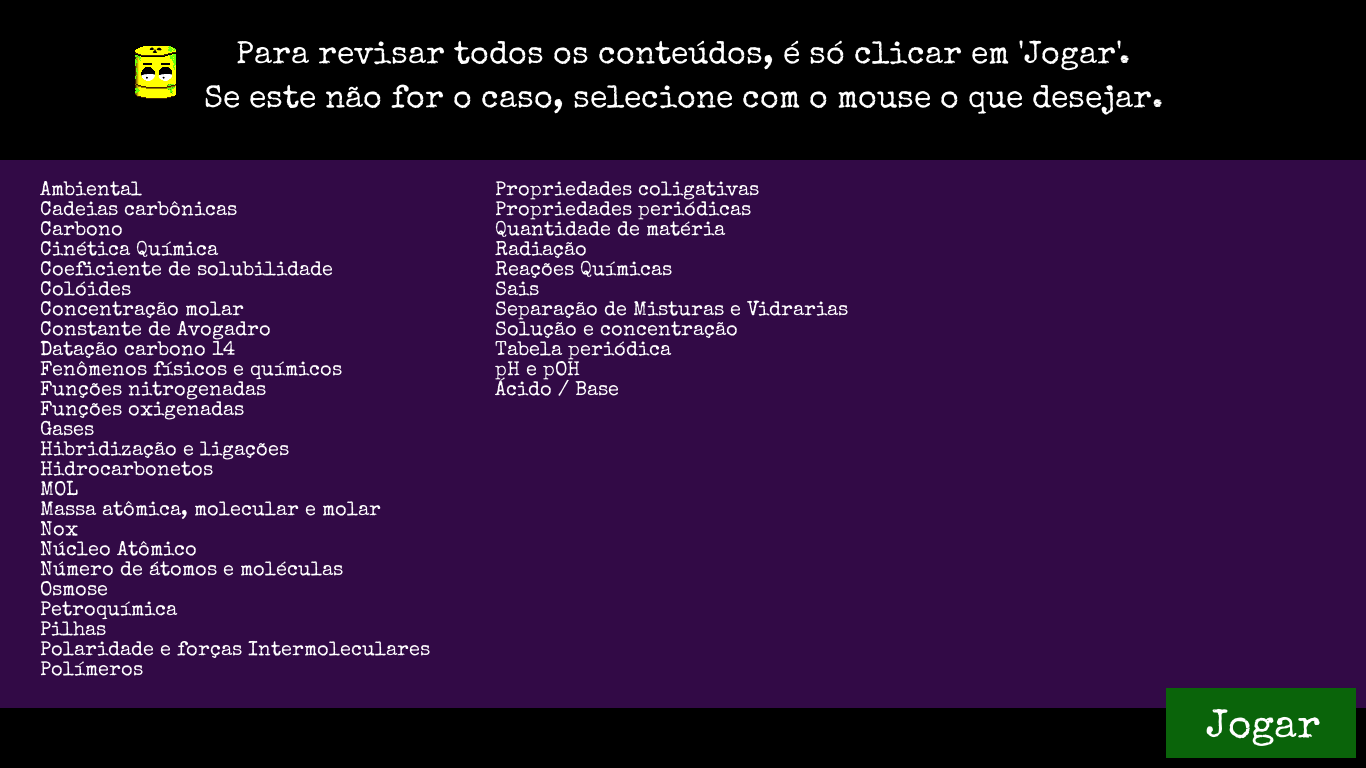 Para revisar todos os conteúdos, é só clicar em 'Jogar'.
Se este não for o caso, selecione com o mouse o que desejar.
Ambiental
Cadeias carbônicas
Carbono
Cinética Química
Coeficiente de solubilidade
Colóides
Concentração molar
Constante de Avogadro
Datação carbono 14
Fenômenos físicos e químicos
Funções nitrogenadas
Funções oxigenadas
Gases
Hibridização e ligações
Hidrocarbonetos
MOL
Massa atômica, molecular e molar
Nox
Núcleo Atômico
Número de átomos e moléculas
Osmose
Petroquímica
Pilhas
Polaridade e forças Intermoleculares
Polímeros
Propriedades coligativas
Propriedades periódicas
Quantidade de matéria
Radiação
Reações Químicas
Sais
Separação de Misturas e Vidrarias
Solução e concentração
Tabela periódica
pH e pOH
Ácido / Base
Jogar